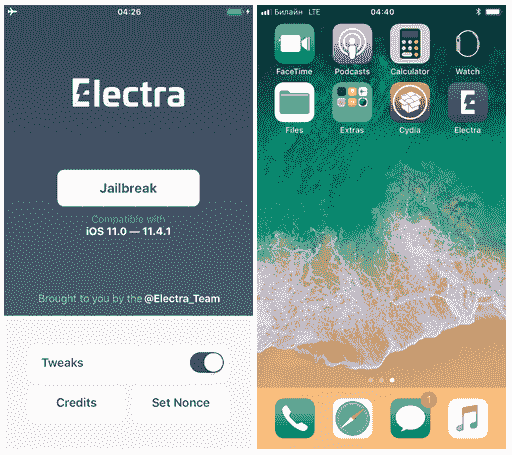 04:26
Electra
Jailbreak
Compatible with
iOS 11.0 — 11.4.1
Brought to you by the @Electra_Team
Tweaks
Credits Set Nonce
Билайн LTE 04:40
FaceTime Podcasts Calculator Watch
Files Extras Cydia Electra
1